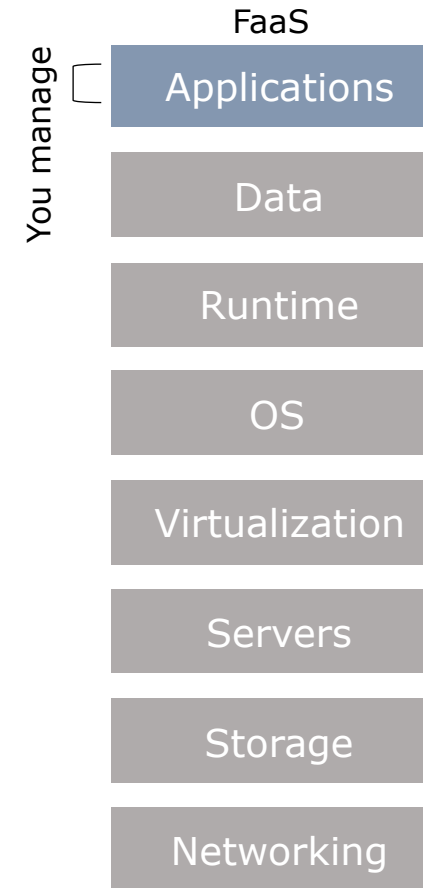 FaaS
You manage
Applications
Data
Runtime
OS
Virtualization
Servers
Storage
Networking